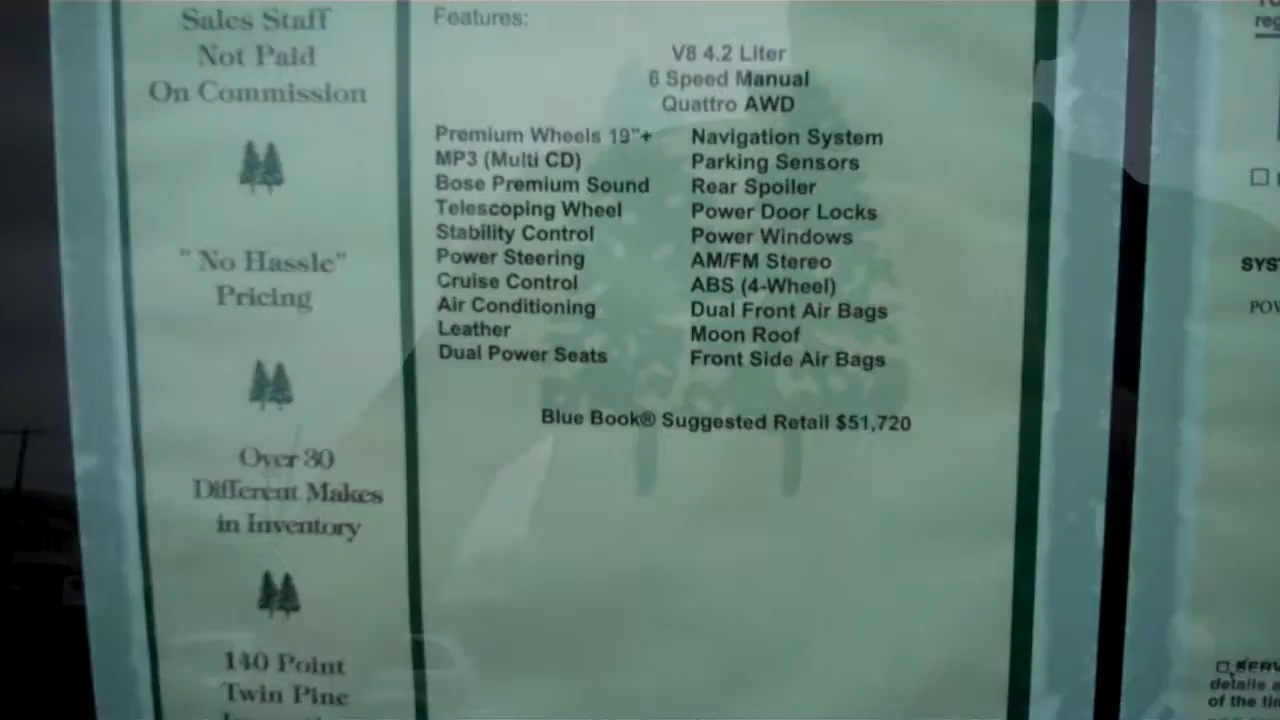 Sales Staff
Not Paid
On Commission
"No Hassle"
Pricing
Over 30
Different Makes
in Inventory
140 Point
Twin Pine
Features:
V8 4.2 Liter
6 Speed Manual
Quattro AWD
Premium Wheels 19"+
MP3 (Multi CD)
Bose Premium Sound
Telescoping Wheel
Stability Control
Power Steering
Cruise Control
Air Conditioning
Leather
Dual Power Seats
Navigation System
Parking Sensors
Rear Spoiler
Power Door Locks
Power Windows
AM/FM Stereo
ABS (4-Wheel)
Dual Front Air Bags
Moon Roof
Front Side Air Bags
Blue Book® Suggested Retail $51,720
reg
SYS
POW
SERV
details a
of the